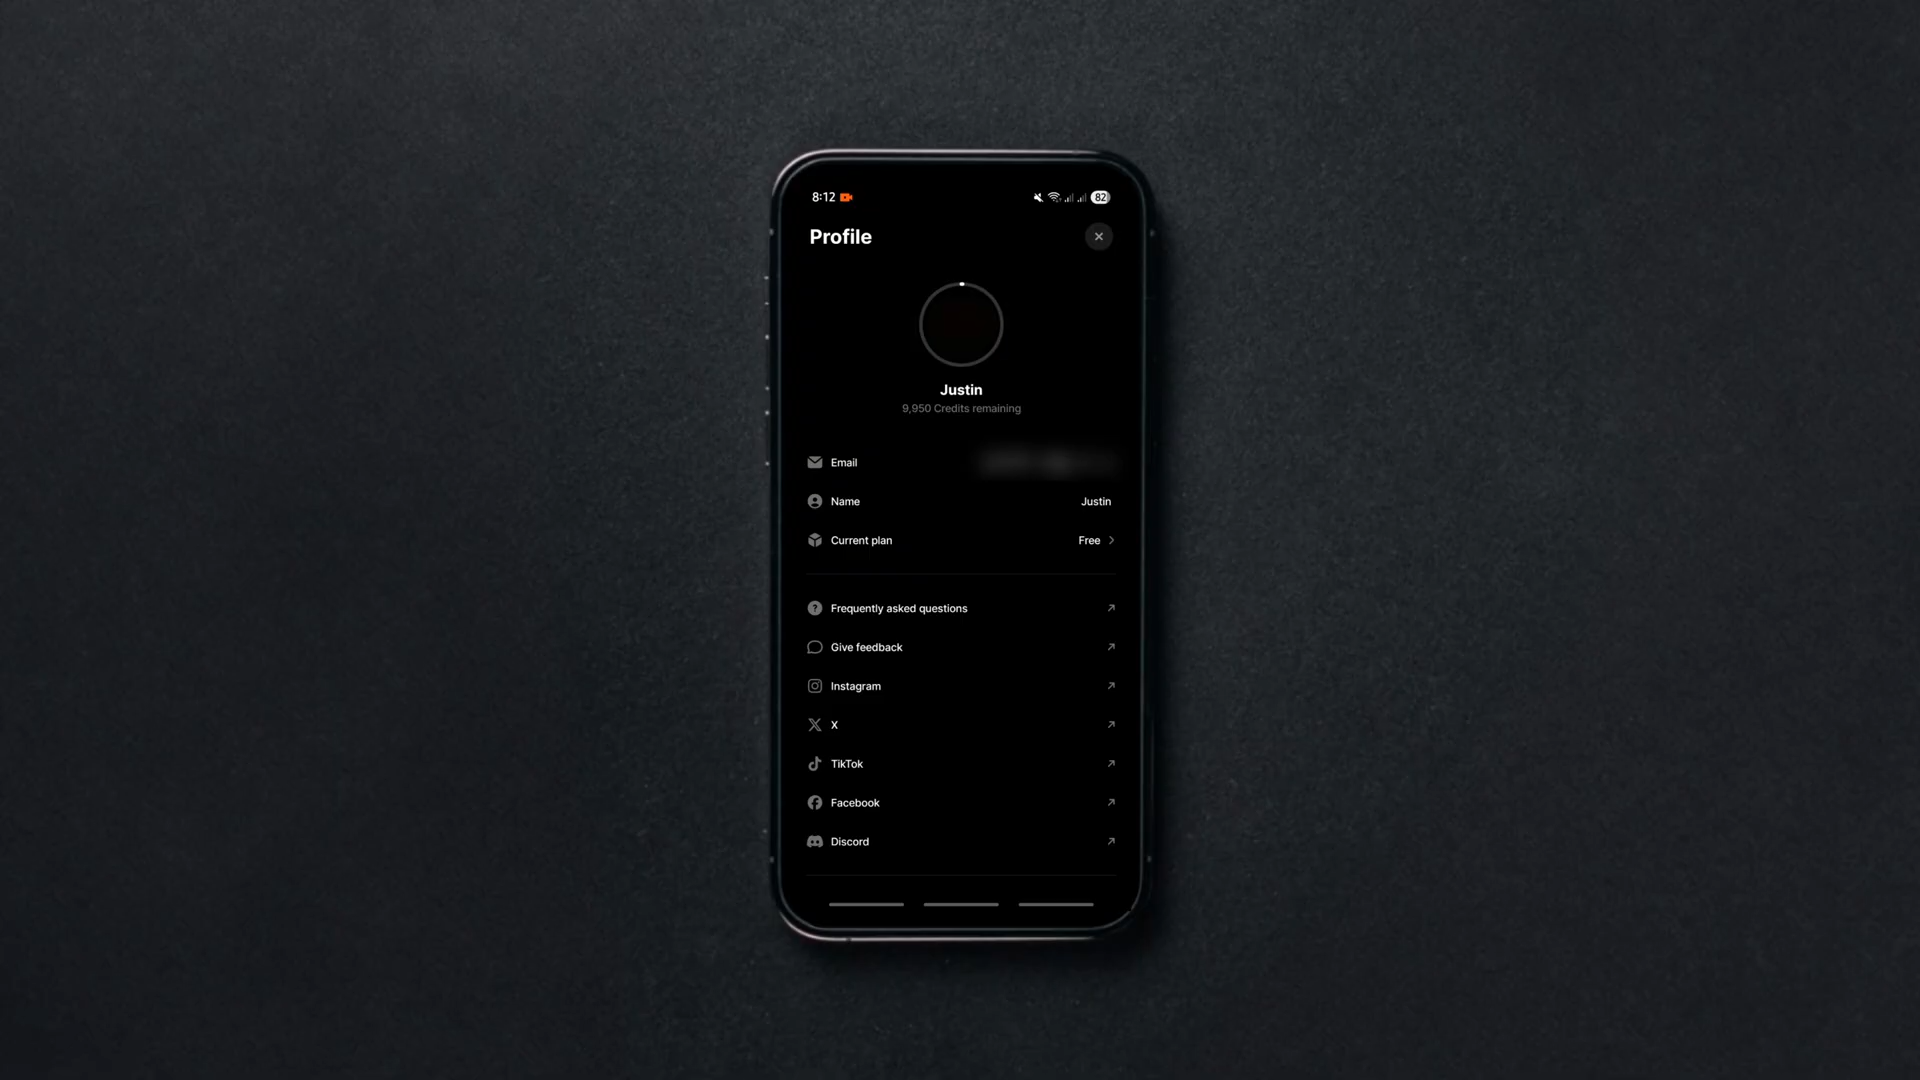 8:12
82
Profile
Justin
9,950 Credits remaining
Email
Name Justin
Current plan Free
Frequently asked questions
Give feedback
Instagram
X
TikTok
Facebook
Discord